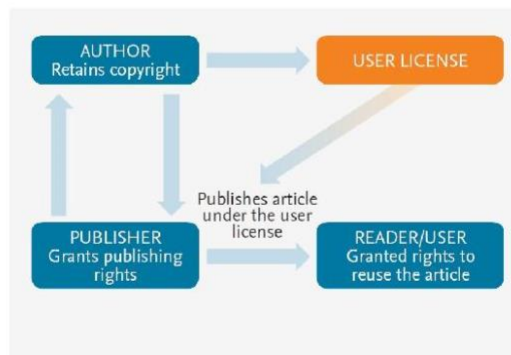 AUTHOR
Retains copyright
USER LICENSE
Publishes article
under the user
license
PUBLISHER
Grants publishing
rights
READER/USER
Granted rights to
reuse the article